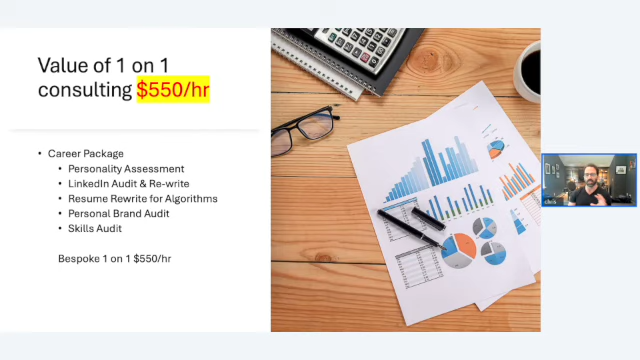 Value of 1 on 1
consulting $550/hr
• Career Package
• Personality Assessment
• LinkedIn Audit & Re-write
• Resume Rewrite for Algorithms
• Personal Brand Audit
• Skills Audit
Bespoke 1 on 1 $550/hr